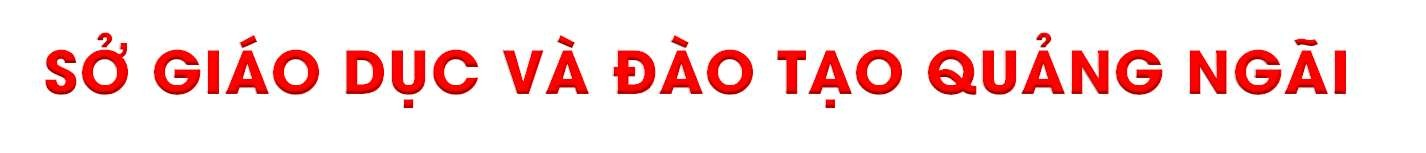 SỞ GIÁO DỤC VÀ ĐÀO TẠO QUẢNG NGÃI